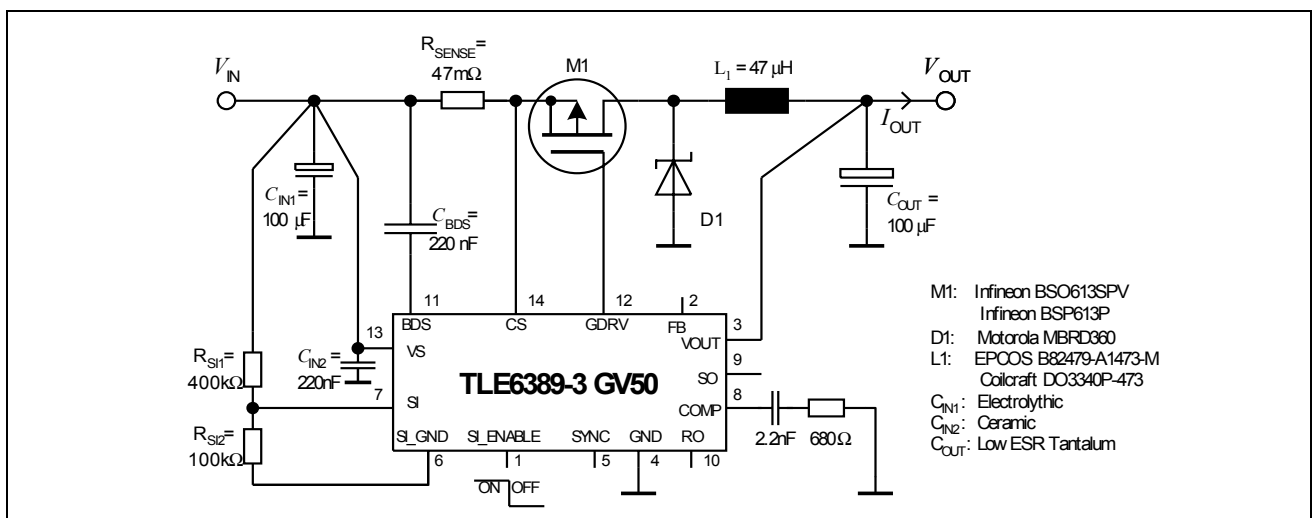 R_SENSE=
47mΩ
M1
L₁ = 47 µH
V_IN
V_OUT
I_OUT
C_IN1=
100 µF
C_BDS=
220 nF
D1
C_OUT =
100 µF
11
14
12
2
BDS
CS
GDRV
FB
3
VOUT
13
VS
R_SI1=
400kΩ
C_IN2=
220nF
TLE6389-3 GV50
9
SO
7
SI
8
COMP
2.2nF
680Ω
R_SI2=
100kΩ
SI_GND
SI_ENABLE
SYNC
GND
RO
6
1
5
4
10
ON
OFF
M1: Infineon BSO613SPV
Infineon BSP613P
D1: Motorola MBRD360
L1: EPCOS B82479-A1473-M
Coilcraft DO3340P-473
C_IN1: Electrolythic
C_IN2: Ceramic
C_OUT: Low ESR Tantalum